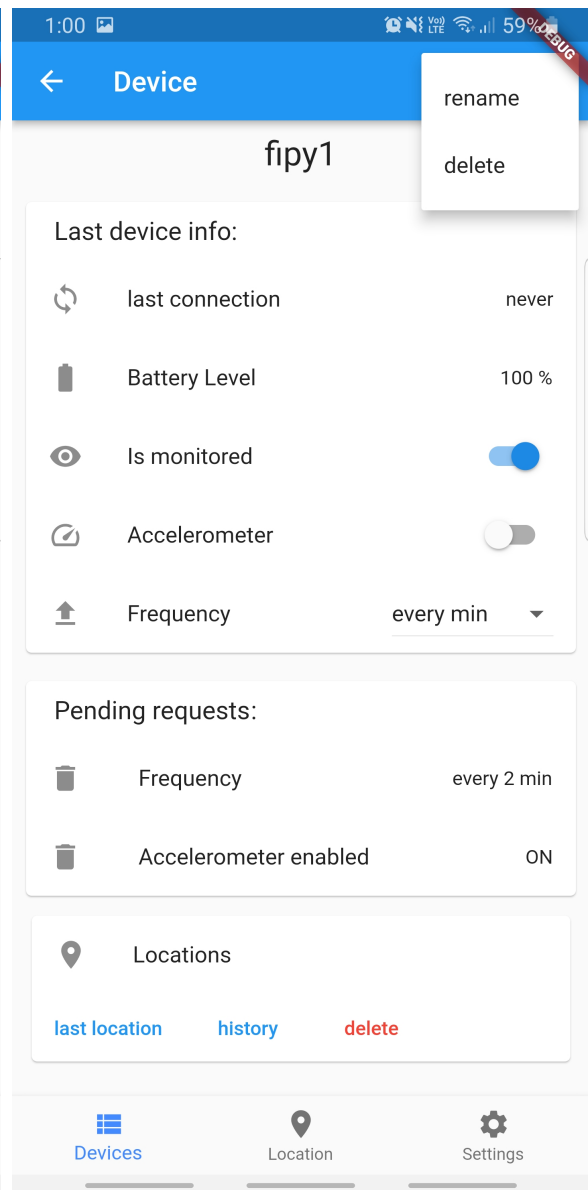 1:00 Vo) LTE 59%
DEBUG
Device
rename
delete
fipy1
Last device info:
last connection never
Battery Level 100 %
Is monitored
Accelerometer
Frequency every min
Pending requests:
Frequency every 2 min
Accelerometer enabled ON
Locations
last location history delete
Devices Location Settings